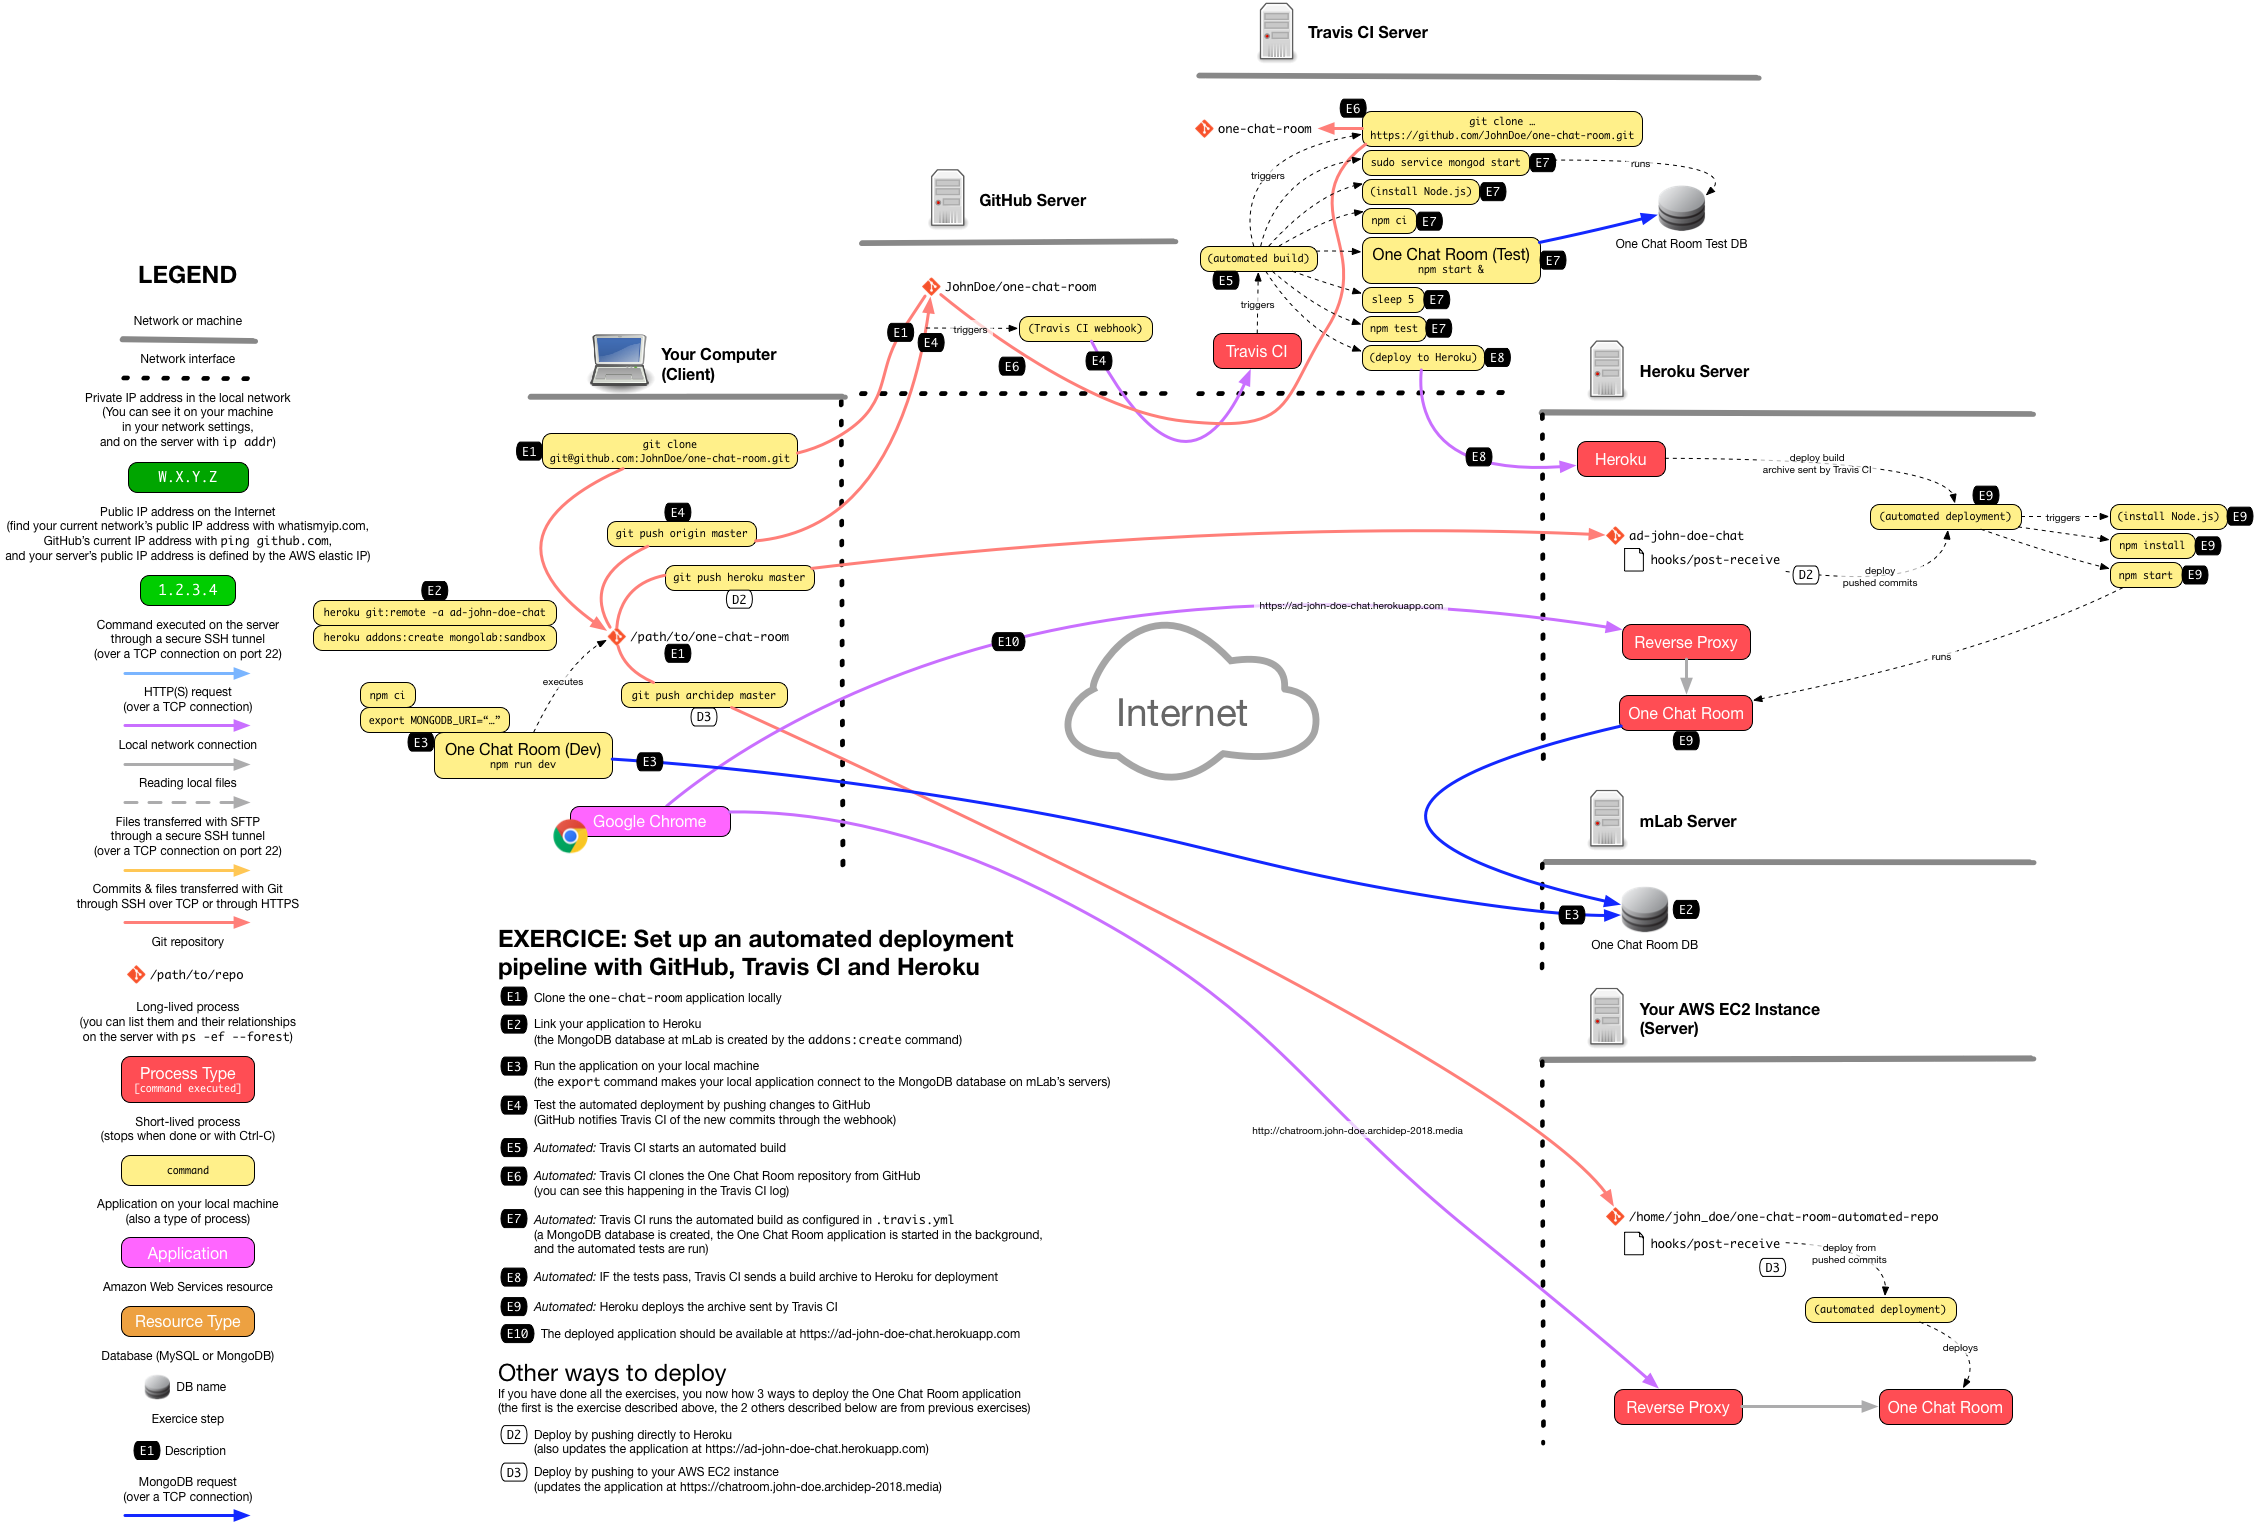 Travis CI Server
E6
git clone …
https://github.com/JohnDoe/one-chat-room.git
one-chat-room
sudo service mongod start
E7
runs
triggers
(install Node.js)
E7
npm ci
E7
One Chat Room Test DB
(automated build)
E5
One Chat Room (Test)
npm start &
E7
sleep 5
E7
triggers
npm test
E7
Travis CI
(deploy to Heroku)
E8
GitHub Server
JohnDoe/one-chat-room
E1
triggers
(Travis CI webhook)
E4
E6
E4
LEGEND
Network or machine
Network interface
Private IP address in the local network
(You can see it on your machine
in your network settings,
and on the server with ip addr)
W.X.Y.Z
Public IP address on the Internet
(find your current network’s public IP address with whatismyip.com,
GitHub’s current IP address with ping github.com,
and your server’s public IP address is defined by the AWS elastic IP)
1.2.3.4
Command executed on the server
through a secure SSH tunnel
(over a TCP connection on port 22)
HTTP(S) request
(over a TCP connection)
Local network connection
Reading local files
Files transferred with SFTP
through a secure SSH tunnel
(over a TCP connection on port 22)
Commits & files transferred with Git
through SSH over TCP or through HTTPS
Git repository
/path/to/repo
Long-lived process
(you can list them and their relationships
on the server with ps -ef --forest)
Process Type
[command executed]
Short-lived process
(stops when done or with Ctrl-C)
command
Application on your local machine
(also a type of process)
Application
Amazon Web Services resource
Resource Type
Database (MySQL or MongoDB)
DB name
Exercice step
E1 Description
MongoDB request
(over a TCP connection)
Your Computer
(Client)
E1
git clone
git@github.com:JohnDoe/one-chat-room.git
E4
git push origin master
git push heroku master
D2
E2
heroku git:remote -a ad-john-doe-chat
heroku addons:create mongolab:sandbox
/path/to/one-chat-room
E1
executes
npm ci
export MONGODB_URI=“…”
E3
One Chat Room (Dev)
npm run dev
git push archidep master
D3
E3
Google Chrome
E10
https://ad-john-doe-chat.herokuapp.com
Internet
http://chatroom.john-doe.archidep-2018.media
Heroku Server
E8
Heroku
deploy build
archive sent by Travis CI
E9
(automated deployment)
triggers
(install Node.js)
E9
npm install
E9
npm start
E9
ad-john-doe-chat
hooks/post-receive
D2
deploy
pushed commits
Reverse Proxy
runs
One Chat Room
E9
mLab Server
E3
E2
One Chat Room DB
Your AWS EC2 Instance
(Server)
/home/john_doe/one-chat-room-automated-repo
hooks/post-receive
deploy from
pushed commits
D3
(automated deployment)
deploys
Reverse Proxy
One Chat Room
EXERCICE: Set up an automated deployment
pipeline with GitHub, Travis CI and Heroku
E1 Clone the one-chat-room application locally
E2 Link your application to Heroku
(the MongoDB database at mLab is created by the addons:create command)
E3 Run the application on your local machine
(the export command makes your local application connect to the MongoDB database on mLab’s servers)
E4 Test the automated deployment by pushing changes to GitHub
(GitHub notifies Travis CI of the new commits through the webhook)
E5 Automated: Travis CI starts an automated build
E6 Automated: Travis CI clones the One Chat Room repository from GitHub
(you can see this happening in the Travis CI log)
E7 Automated: Travis CI runs the automated build as configured in .travis.yml
(a MongoDB database is created, the One Chat Room application is started in the background,
and the automated tests are run)
E8 Automated: IF the tests pass, Travis CI sends a build archive to Heroku for deployment
E9 Automated: Heroku deploys the archive sent by Travis CI
E10 The deployed application should be available at https://ad-john-doe-chat.herokuapp.com
Other ways to deploy
If you have done all the exercises, you now how 3 ways to deploy the One Chat Room application
(the first is the exercise described above, the 2 others described below are from previous exercises)
D2 Deploy by pushing directly to Heroku
(also updates the application at https://ad-john-doe-chat.herokuapp.com)
D3 Deploy by pushing to your AWS EC2 instance
(updates the application at https://chatroom.john-doe.archidep-2018.media)